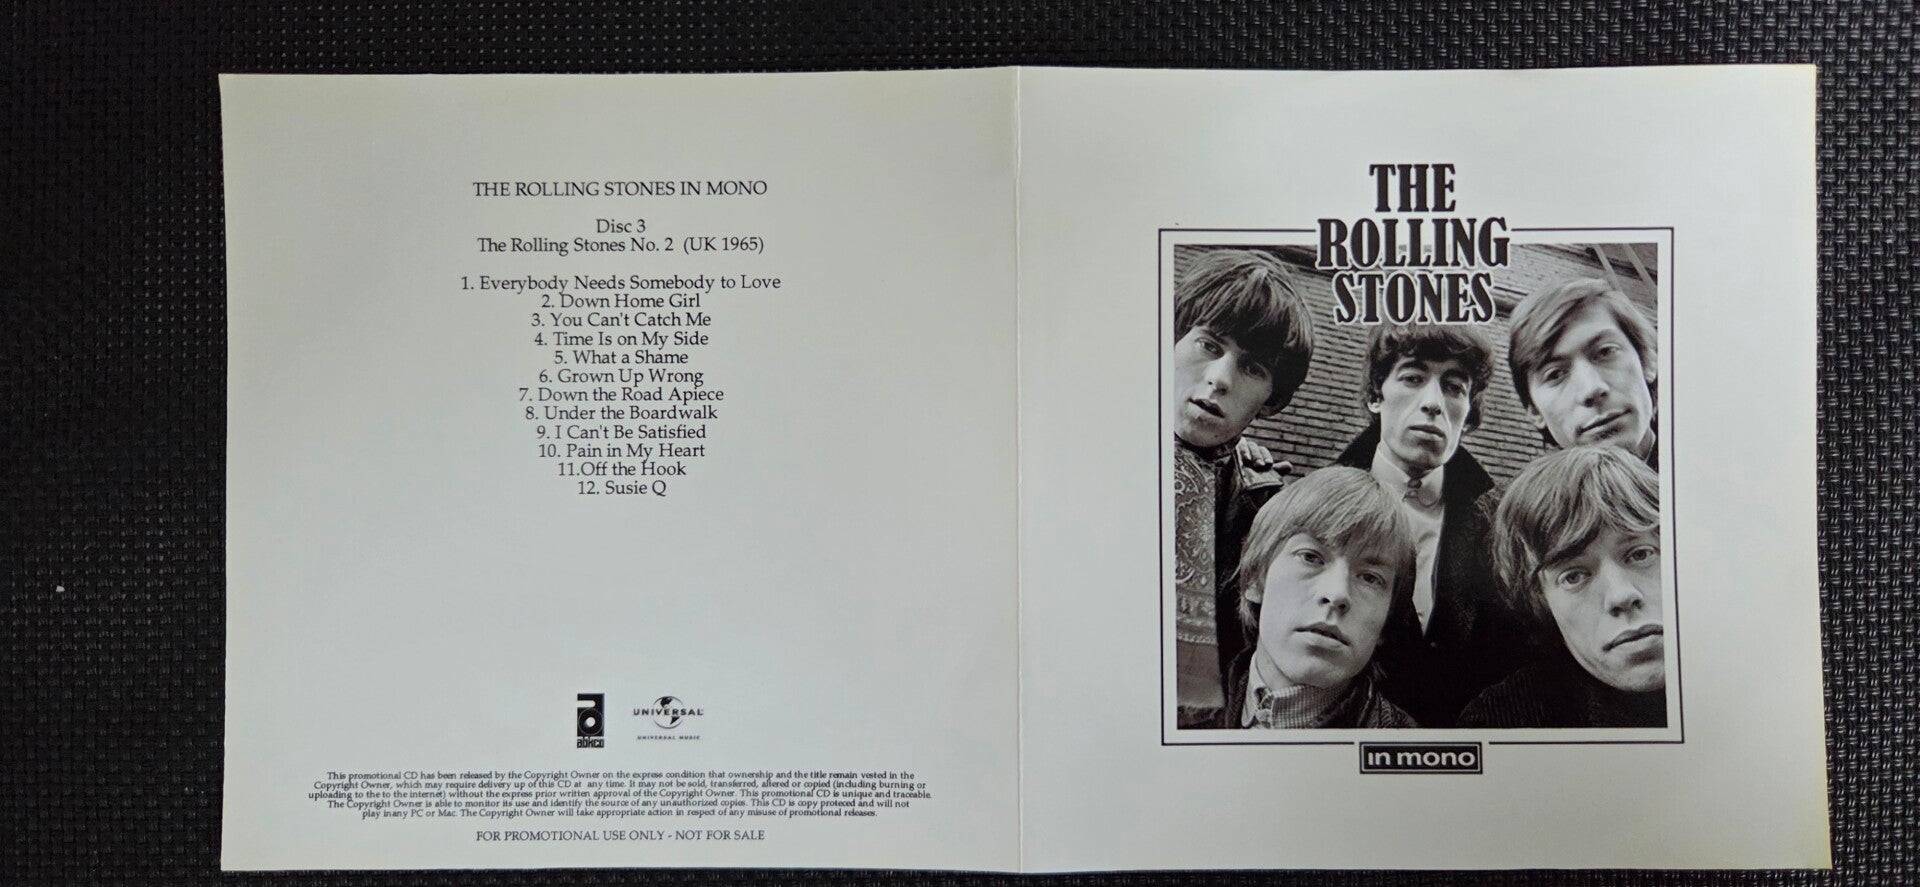 THE ROLLING STONES IN MONO
Disc 3
The Rolling Stones No. 2 (UK 1965)
1. Everybody Needs Somebody to Love
2. Down Home Girl
3. You Can't Catch Me
4. Time Is on My Side
5. What a Shame
6. Grown Up Wrong
7. Down the Road Apiece
8. Under the Boardwalk
9. I Can't Be Satisfied
10. Pain in My Heart
11.Off the Hook
12. Susie Q
abkco
UNIVERSAL
UNIVERSAL MUSIC
This promotional CD has been released by the Copyright Owner on the express condition that ownership and the title remain vested in the
Copyright Owner, which may require delivery up of this CD at any time. It may not be sold, transferred, altered or copied (including burning or
uploading to the to the internet) without the express prior written approval of the Copyright Owner. This promotional CD is unique and traceable.
The Copyright Owner is able to monitor its use and identify the source of any unauthorized copies. This CD is copy proteced and will not
play in any PC or Mac. The Copyright Owner will take appropriate action in respect of any misuse of promotional releases.
FOR PROMOTIONAL USE ONLY - NOT FOR SALE
THE
ROLLING
STONES
in mono